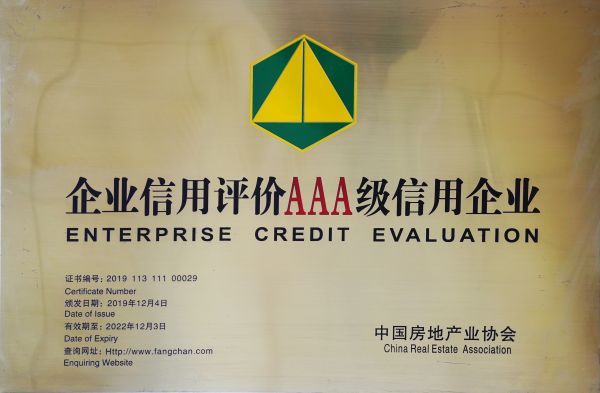 企业信用评价AAA级信用企业
ENTERPRISE CREDIT EVALUATION
证书编号：2019 113 111 00029
Certificate Number
颁发日期：2019年12月4日
Date of Issue
有效期至：2022年12月3日
Date of Expiry
查询网址：Http://www.fangchan.com
Enquiring Website
中国房地产业协会
China Real Estate Association